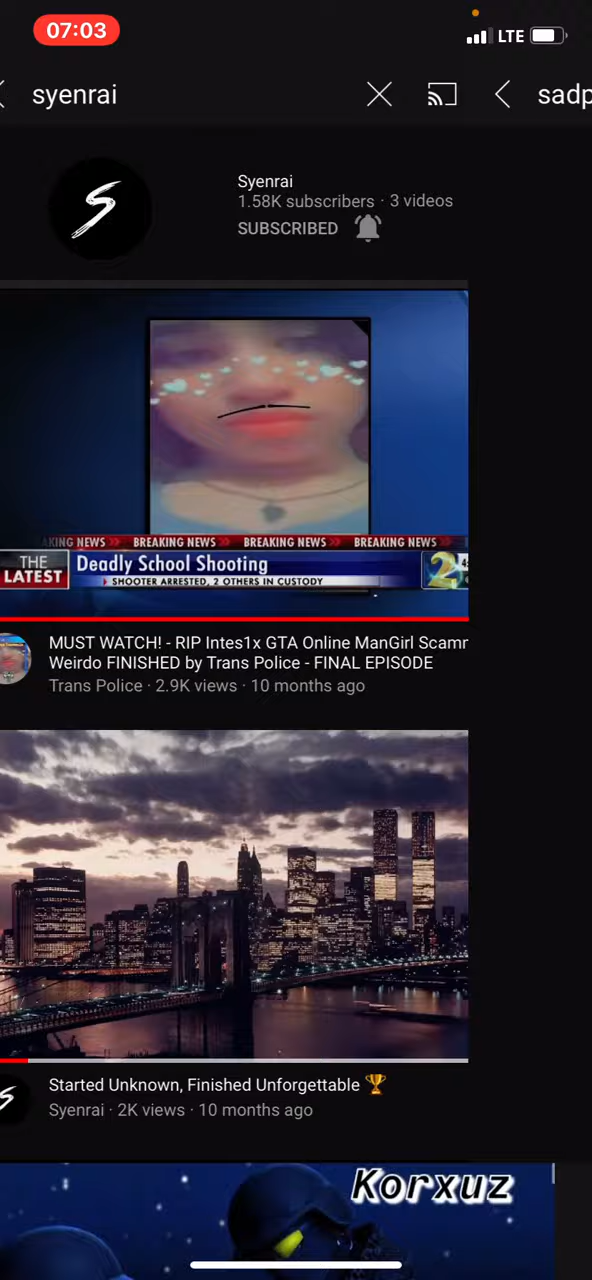 07:03
LTE
syenrai
sadp
Syenrai
1.58K subscribers · 3 videos
SUBSCRIBED
AKING NEWS >> BREAKING NEWS >> BREAKING NEWS >> BREAKING NEWS
THE LATEST
Deadly School Shooting
SHOOTER ARRESTED, 2 OTHERS IN CUSTODY
2
MUST WATCH! - RIP Intes1x GTA Online ManGirl Scamr
Weirdo FINISHED by Trans Police - FINAL EPISODE
Trans Police · 2.9K views · 10 months ago
Started Unknown, Finished Unforgettable 🏆
Syenrai · 2K views · 10 months ago
Korxuz